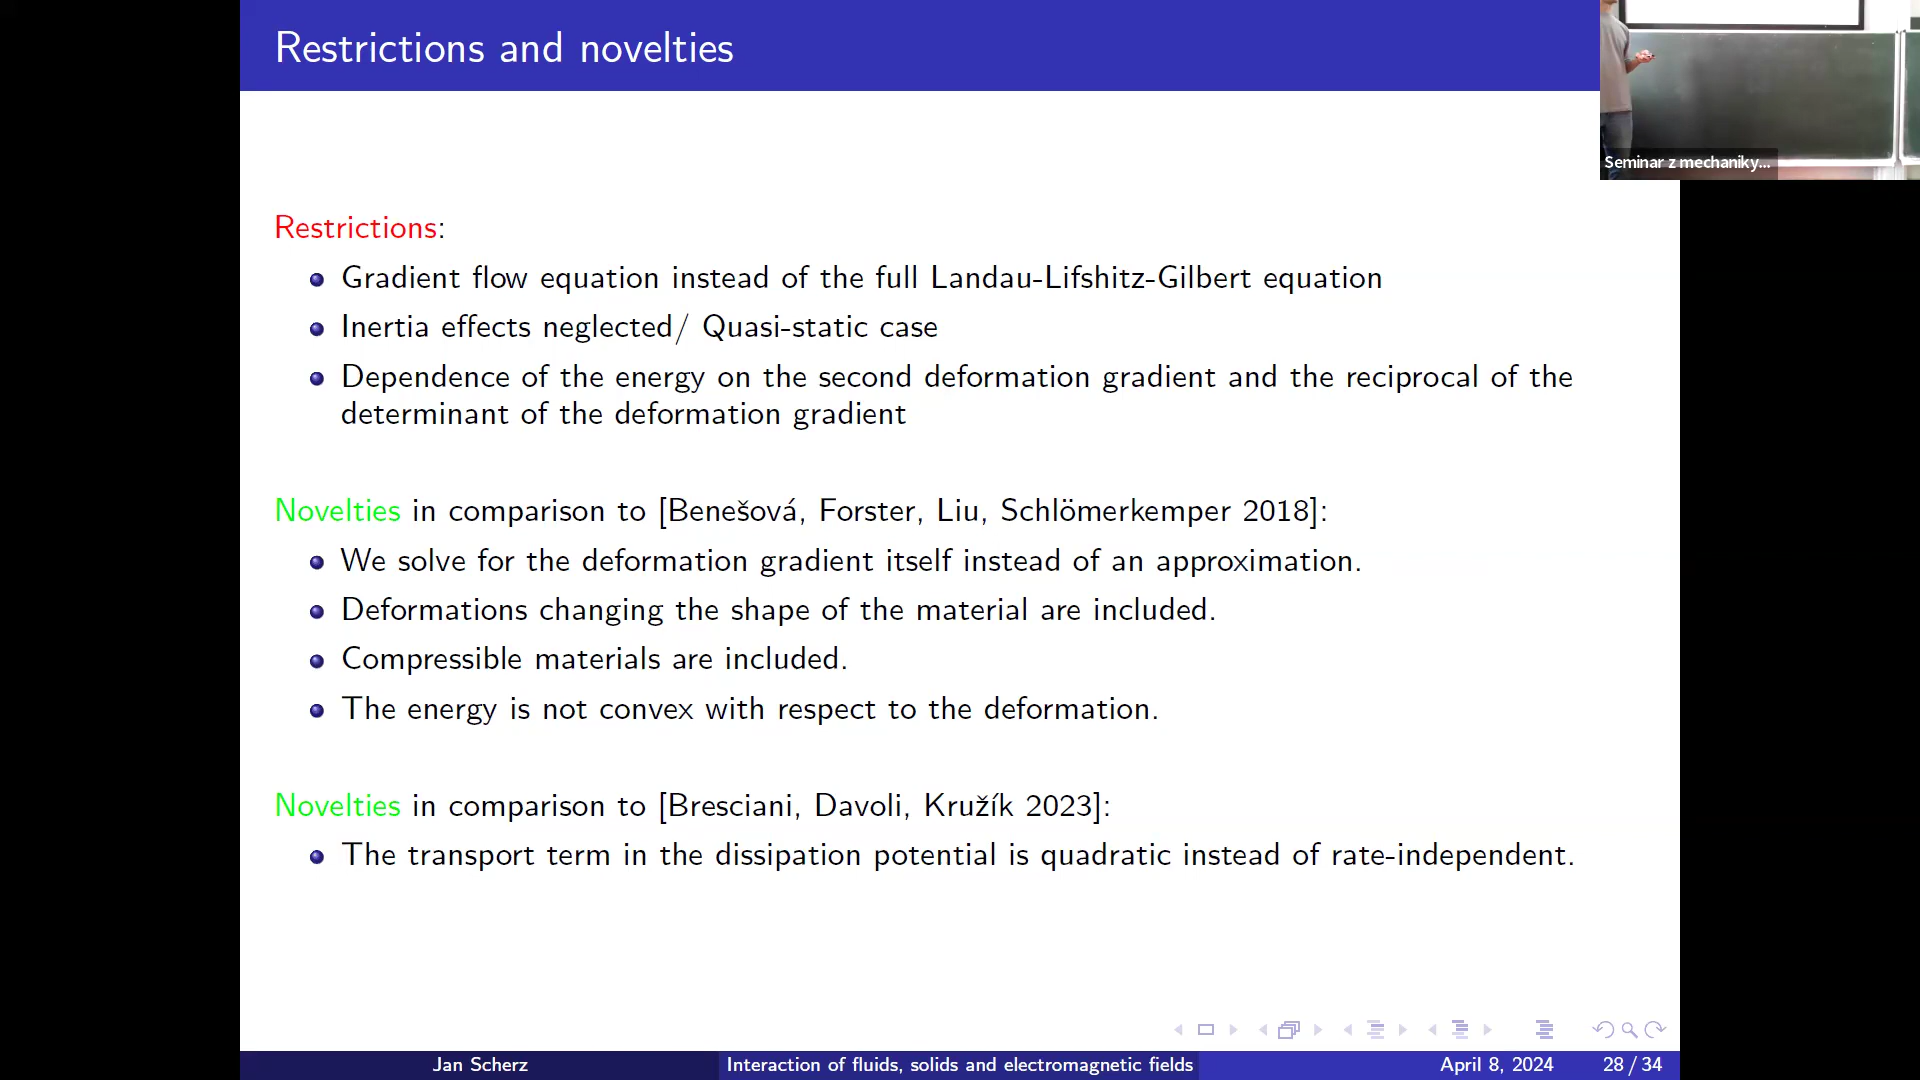 Restrictions and novelties
Seminar z mechaniky...
Restrictions:
Gradient flow equation instead of the full Landau-Lifshitz-Gilbert equation
Inertia effects neglected/ Quasi-static case
Dependence of the energy on the second deformation gradient and the reciprocal of the
determinant of the deformation gradient
Novelties in comparison to [Benešová, Forster, Liu, Schlömerkemper 2018]:
We solve for the deformation gradient itself instead of an approximation.
Deformations changing the shape of the material are included.
Compressible materials are included.
The energy is not convex with respect to the deformation.
Novelties in comparison to [Bresciani, Davoli, Kružík 2023]:
The transport term in the dissipation potential is quadratic instead of rate-independent.
Jan Scherz
Interaction of fluids, solids and electromagnetic fields
April 8, 2024
28 / 34